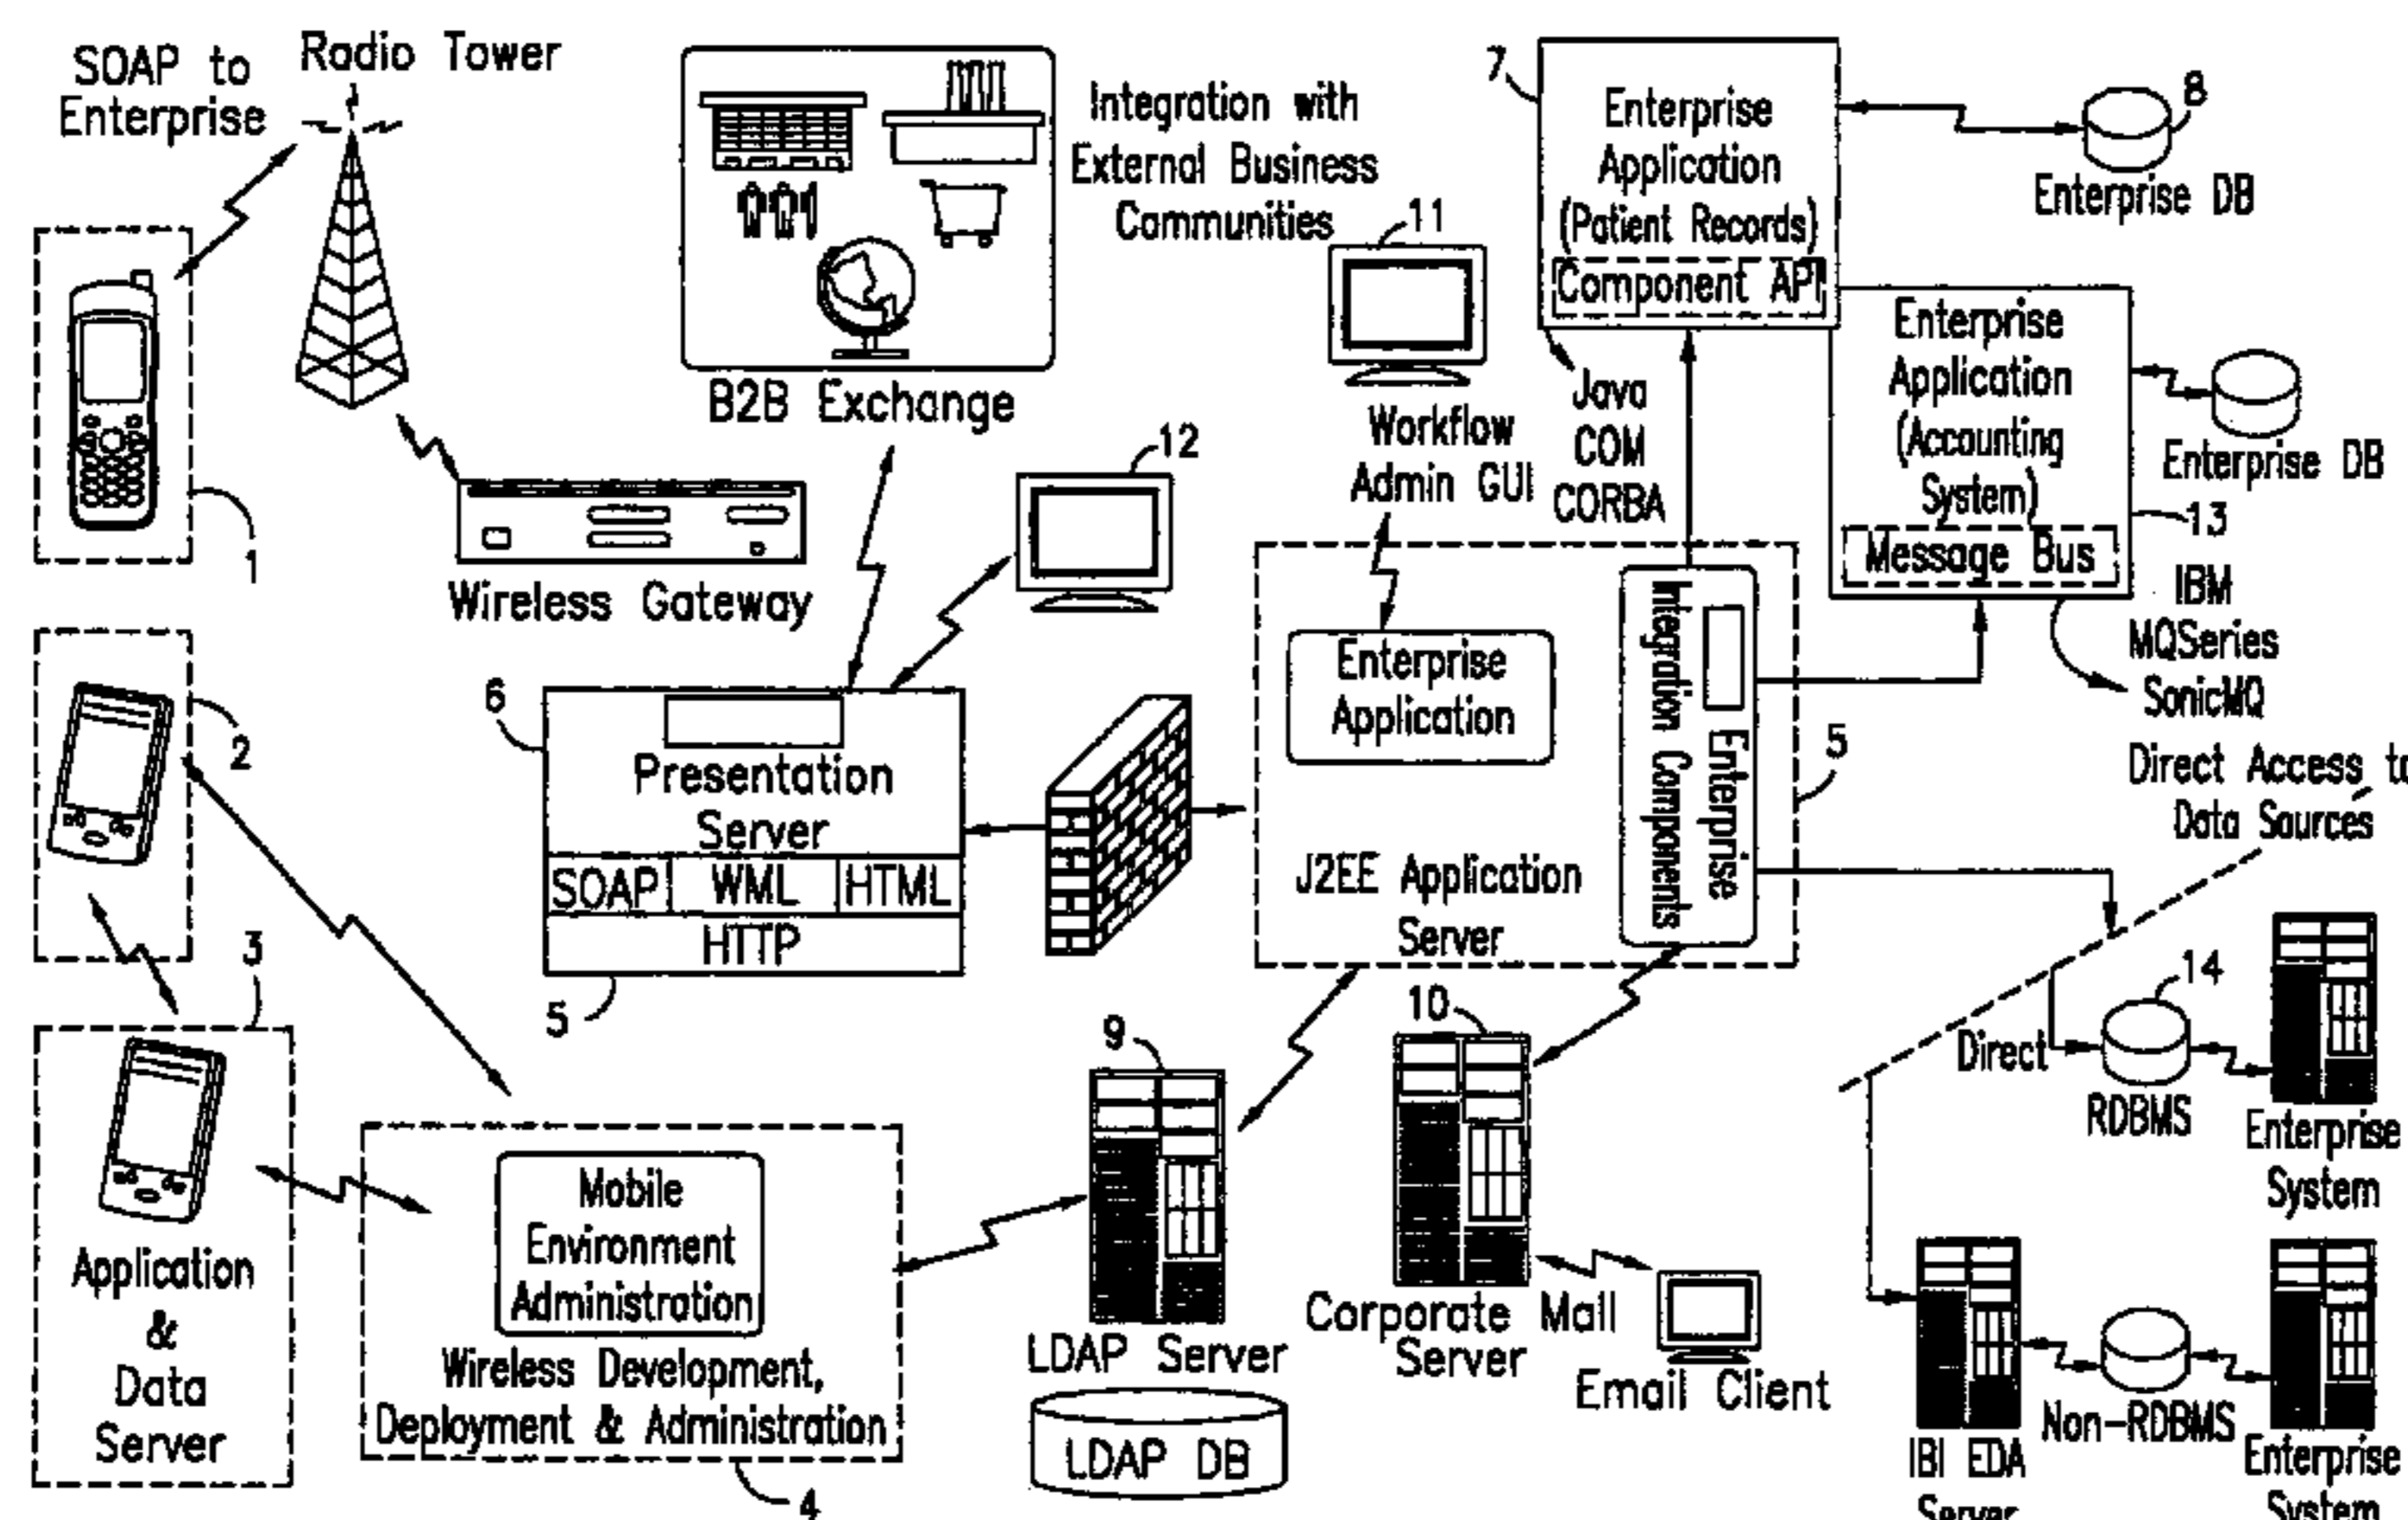 SOAP to
Enterprise
Radio Tower
1
2
3
Application
&
Data
Server
Wireless Gateway
B2B Exchange
Integration with
External Business
Communities
12
6
Presentation
Server
SOAP
WML
HTML
HTTP
5
Mobile
Environment
Administration
Wireless Development,
Deployment & Administration
4
11
Workflow
Admin GUI
Enterprise
Application
J2EE Application
Server
Enterprise
Integration Components
5
7
Enterprise
Application
(Patient Records)
Component API
Java
COM
CORBA
8
Enterprise DB
Enterprise
Application
(Accounting
System)
Message Bus
Enterprise DB
13
IBM
MQSeries
SonicMQ
Direct Access to
Data Sources
9
LDAP Server
LDAP DB
10
Corporate Mail
Server
Email Client
Direct
14
RDBMS
Enterprise
System
IBI EDA
Server
Non-RDBMS
Enterprise
System